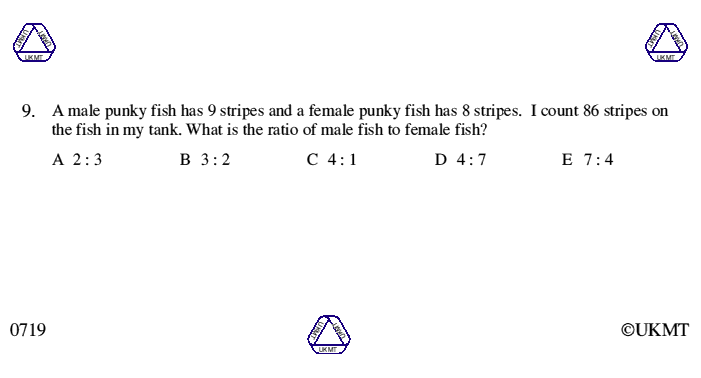 UKMT UKMT UKMT
UKMT UKMT UKMT
9. A male punky fish has 9 stripes and a female punky fish has 8 stripes. I count 86 stripes on
the fish in my tank. What is the ratio of male fish to female fish?
A 2 : 3 B 3 : 2 C 4 : 1 D 4 : 7 E 7 : 4
0719
UKMT UKMT UKMT
©UKMT